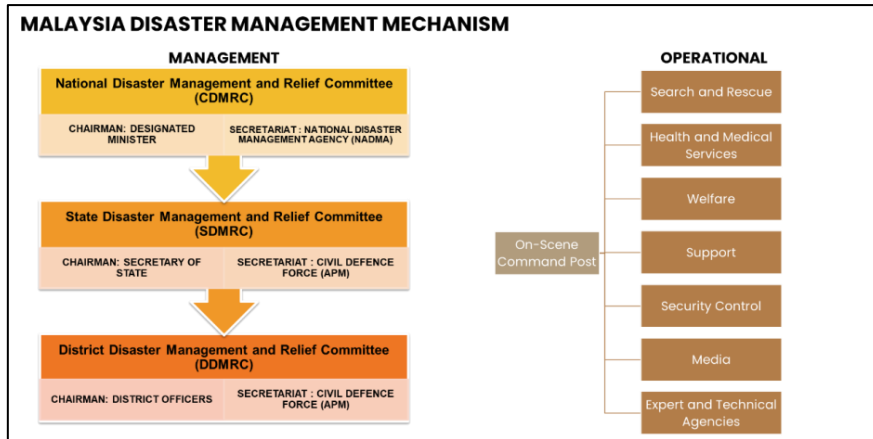 MALAYSIA DISASTER MANAGEMENT MECHANISM
MANAGEMENT
National Disaster Management and Relief Committee
(CDMRC)
CHAIRMAN: DESIGNATED
MINISTER
SECRETARIAT : NATIONAL DISASTER
MANAGEMENT AGENCY (NADMA)
State Disaster Management and Relief Committee
(SDMRC)
CHAIRMAN: SECRETARY OF
STATE
SECRETARIAT : CIVIL DEFENCE
FORCE (APM)
District Disaster Management and Relief Committee
(DDMRC)
CHAIRMAN: DISTRICT OFFICERS
SECRETARIAT : CIVIL DEFENCE
FORCE (APM)
OPERATIONAL
On-Scene
Command Post
Search and Rescue
Health and Medical
Services
Welfare
Support
Security Control
Media
Expert and Technical
Agencies